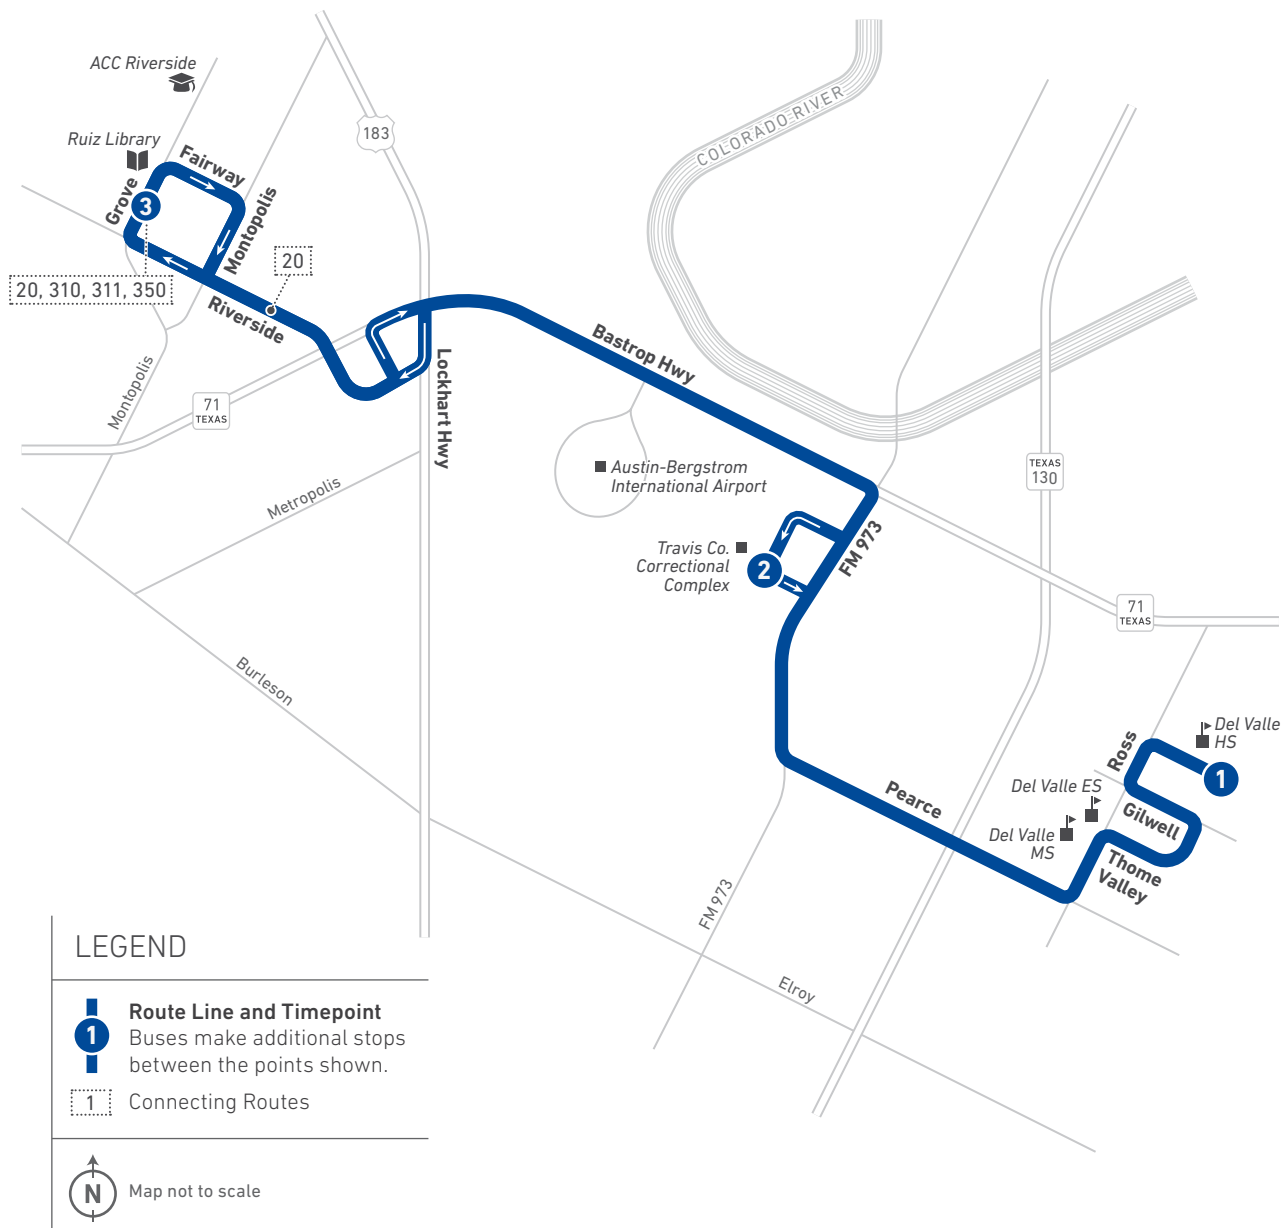 ACC Riverside
Ruiz Library
Fairway
Grove
3
Montopolis
20
20, 310, 311, 350
Riverside
183
COLORADO RIVER
Bastrop Hwy
Lockhart Hwy
Montopolis
71
TEXAS
Metropolis
Austin-Bergstrom
International Airport
TEXAS
130
Travis Co.
Correctional
Complex
2
FM 973
71
TEXAS
Burleson
Del Valle
HS
Ross
1
Del Valle ES
Gilwell
Del Valle
MS
Pearce
Thome
Valley
FM 973
Elroy
LEGEND
1
Route Line and Timepoint
Buses make additional stops
between the points shown.
1
Connecting Routes
N
Map not to scale